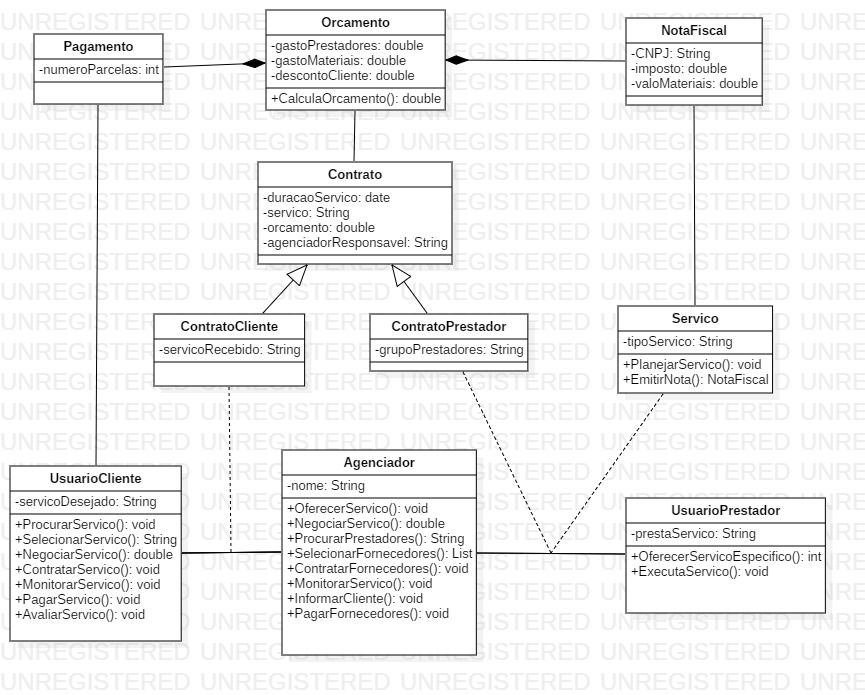 Pagamento
-numeroParcelas: int
Orcamento
-gastoPrestadores: double
-gastoMateriais: double
-descontoCliente: double
+CalculaOrcamento(): double
NotaFiscal
-CNPJ: String
-imposto: double
-valoMateriais: double
Contrato
-duracaoServico: date
-servico: String
-orcamento: double
-agenciadorResponsavel: String
ContratoCliente
-servicoRecebido: String
ContratoPrestador
-grupoPrestadores: String
Servico
-tipoServico: String
+PlanejarServico(): void
+EmitirNota(): NotaFiscal
UsuarioCliente
-servicoDesejado: String
+ProcurarServico(): void
+SelecionarServico(): String
+NegociarServico(): double
+ContratarServico(): void
+MonitorarServico(): void
+PagarServico(): void
+AvaliarServico(): void
Agenciador
-nome: String
+OferecerServico(): void
+NegociarServico(): double
+ProcurarPrestadores(): String
+SelecionarFornecedores(): List
+ContratarFornecedores(): void
+MonitorarServico(): void
+InformarCliente(): void
+PagarFornecedores(): void
UsuarioPrestador
-prestaServico: String
+OferecerServicoEspecifico(): int
+ExecutaServico(): void
UNREGISTERED